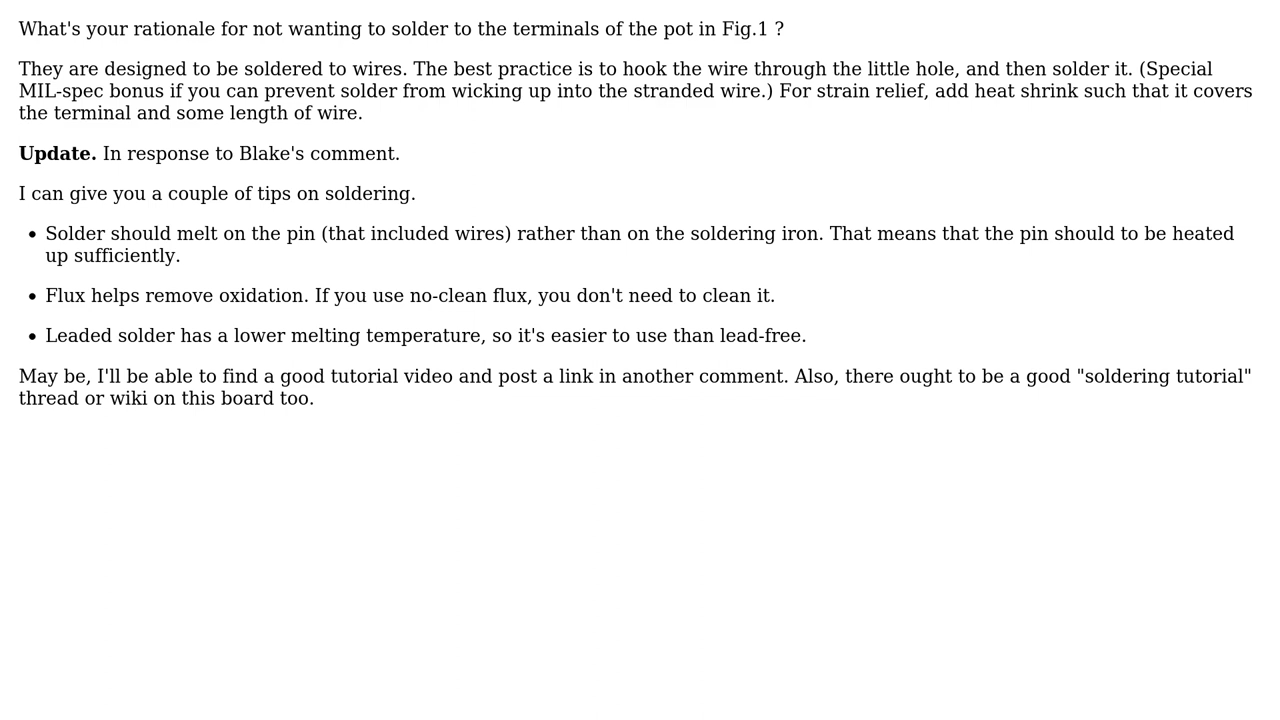 What's your rationale for not wanting to solder to the terminals of the pot in Fig.1 ?
They are designed to be soldered to wires. The best practice is to hook the wire through the little hole, and then solder it. (Special
MIL-spec bonus if you can prevent solder from wicking up into the stranded wire.) For strain relief, add heat shrink such that it covers
the terminal and some length of wire.
Update. In response to Blake's comment.
I can give you a couple of tips on soldering.
• Solder should melt on the pin (that included wires) rather than on the soldering iron. That means that the pin should to be heated
up sufficiently.
• Flux helps remove oxidation. If you use no-clean flux, you don't need to clean it.
• Leaded solder has a lower melting temperature, so it's easier to use than lead-free.
May be, I'll be able to find a good tutorial video and post a link in another comment. Also, there ought to be a good "soldering tutorial"
thread or wiki on this board too.